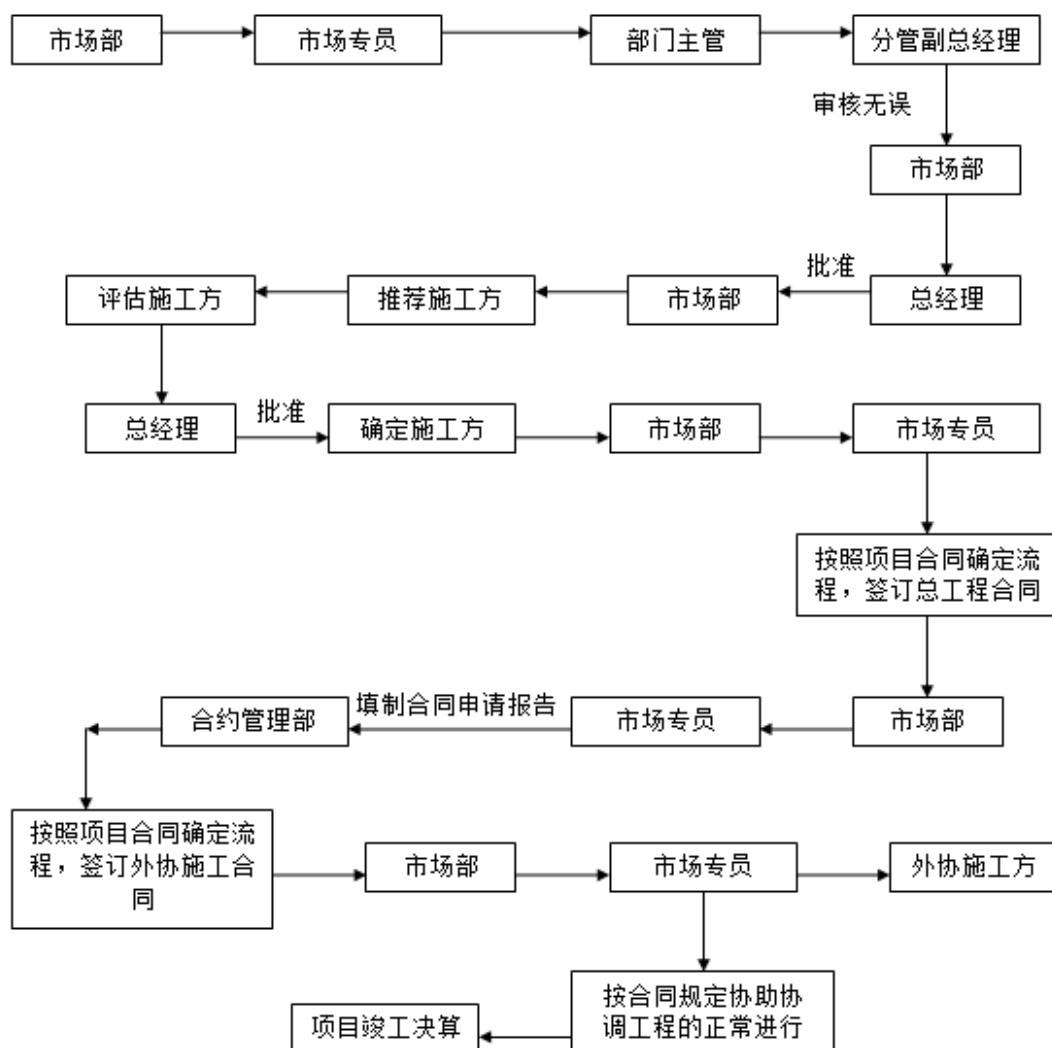 市场部
市场专员
部门主管
分管副总经理
审核无误
市场部
总经理
批准
市场部
推荐施工方
评估施工方
总经理
批准
确定施工方
市场部
市场专员
按照项目合同确定流
程，签订总工程合同
市场部
市场专员
填制合同申请报告
合约管理部
按照项目合同确定流
程，签订外协施工合
同
市场部
市场专员
外协施工方
按合同规定协助协
调工程的正常进行
项目竣工决算